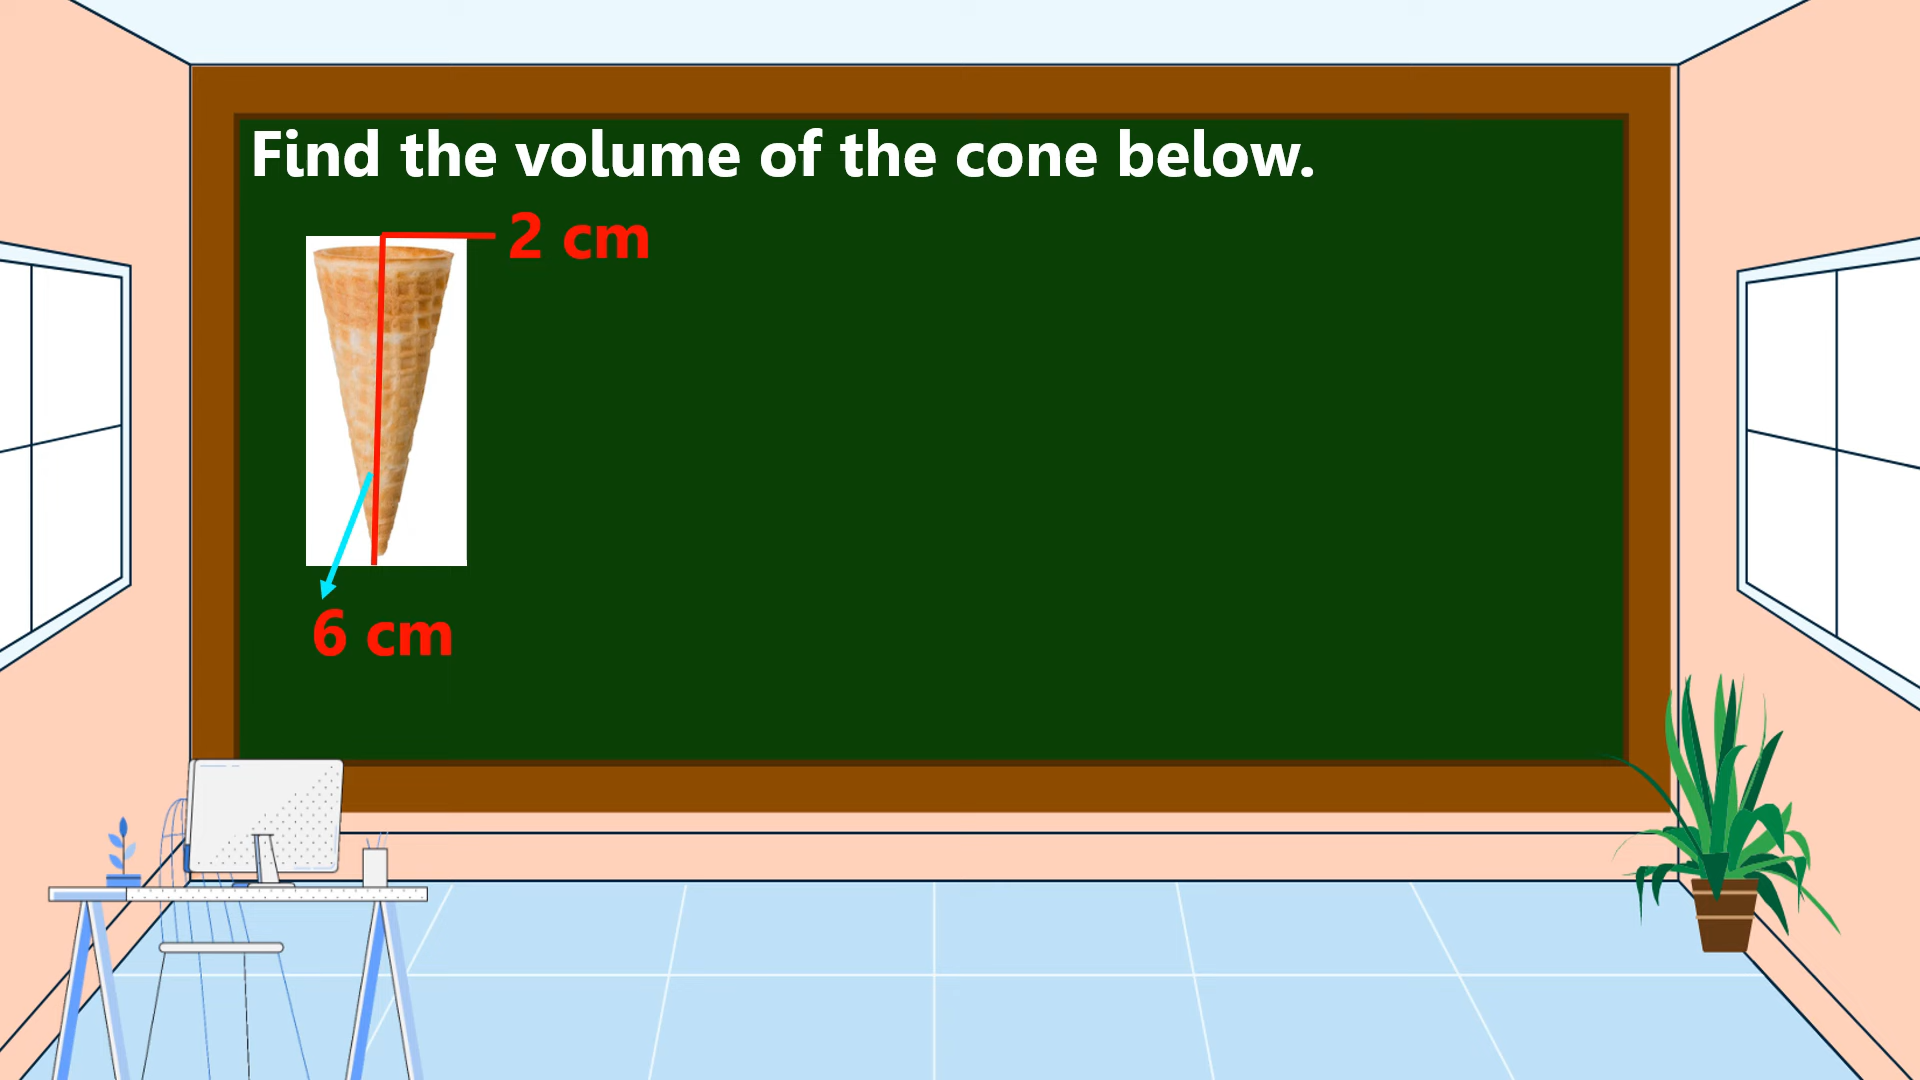 Find the volume of the cone below.
2 cm
6 cm